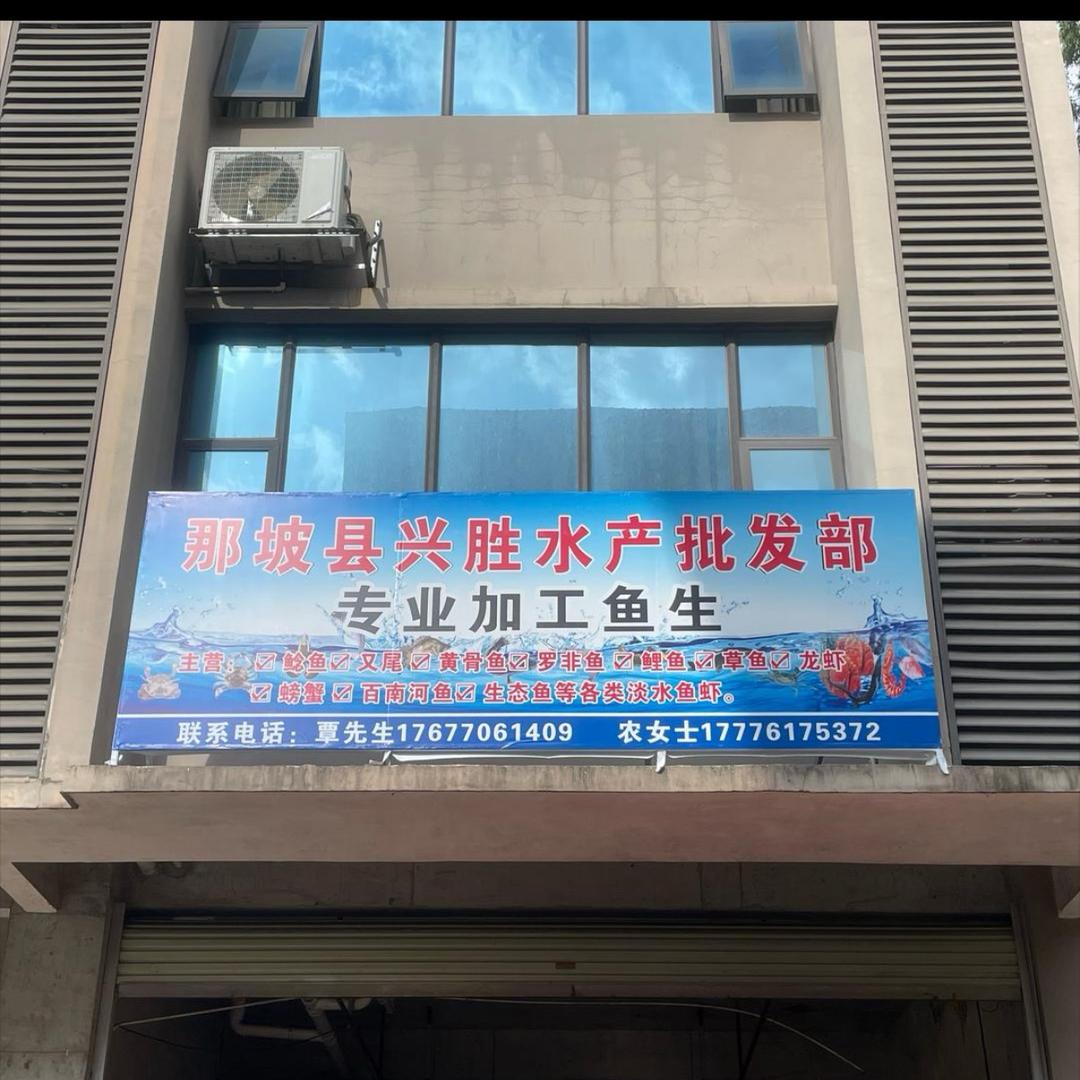 那坡县兴胜水产批发部
专业加工鱼生
主营：☑鲶鱼☑又尾☑黄骨鱼☑罗非鱼☑鲤鱼☑草鱼☑龙虾
☑螃蟹☑百南河鱼☑生态鱼等各类淡水鱼虾。
联系电话：覃先生17677061409 农女士17776175372